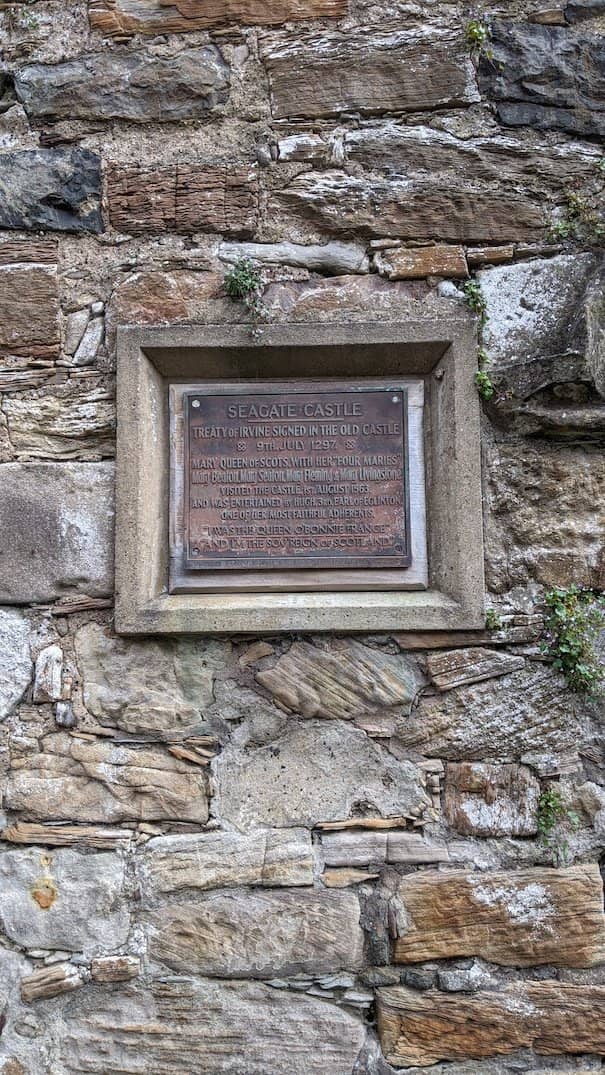 SEAGATE CASTLE
TREATY OF IRVINE SIGNED IN THE OLD CASTLE
9TH. JULY 1297.
MARY QUEEN OF SCOTS, WITH HER "FOUR MARIES"
Mary Beaton, Mary Seaton, Mary Fleming & Mary Livingstone
VISITED THE CASTLE, 1ST. AUGUST 1563.
AND WAS ENTERTAINED BY HUGH, 3RD EARL OF EGLINTON
ONE OF HER MOST FAITHFUL ADHERENTS.
"I WAS THE QUEEN O' BONNIE FRANCE"
"AND I'M THE SOV'REIGN OF SCOTLAND"